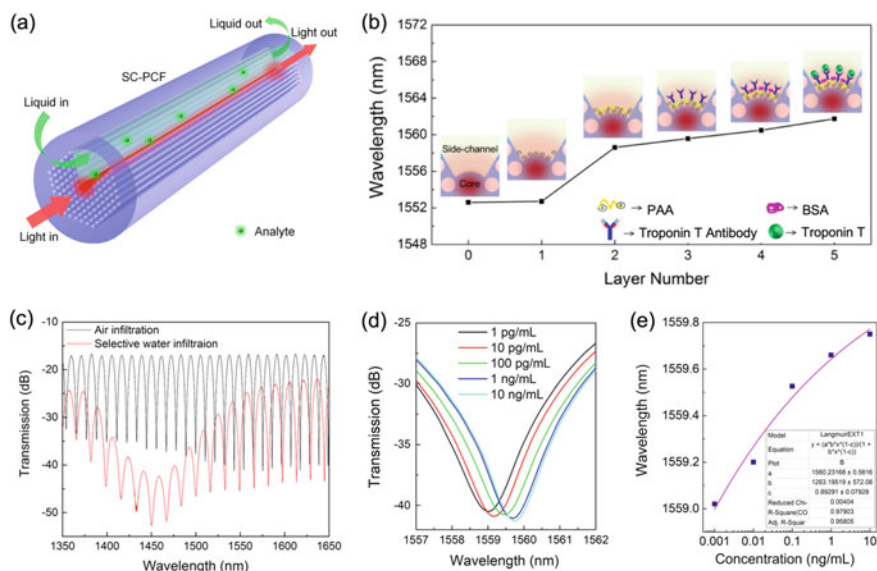 (a)
Liquid out
Light out
SC-PCF
Liquid in
Light in
Analyte
(b)
Wavelength (nm)
1572
1568
1564
1560
1556
1552
1548
Side-channel
Core
PAA
BSA
Troponin T Antibody
Troponin T
0 1 2 3 4 5
Layer Number
(c)
Transmission (dB)
-10
-20
-30
-40
-50
Air infiltration
Selective water infiltraion
1350 1400 1450 1500 1550 1600 1650
Wavelength (nm)
(d)
Transmission (dB)
-25
-30
-35
-40
1 pg/mL
10 pg/mL
100 pg/mL
1 ng/mL
10 ng/mL
1557 1558 1559 1560 1561 1562
Wavelength (nm)
(e)
Wavelength (nm)
1559.8
1559.6
1559.4
1559.2
1559.0
Model LangmuirEXT1
Equation y = (a*b*x^(1-c))/(1 + b*x^(1-c))
Plot B
a 1560.23168 ± 0.5816
b 1263.19519 ± 572.08
c 0.89291 ± 0.07928
Reduced Chi- 0.00404
R-Square(CO 0.97903
Adj. R-Squar 0.95805
0.001 0.01 0.1 1 10
Concentration (ng/mL)